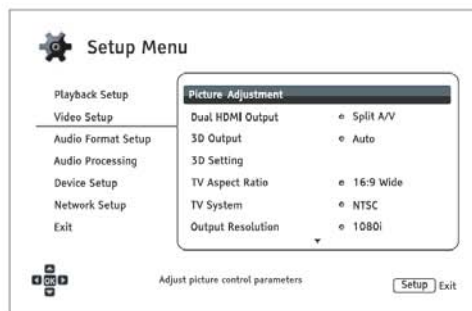 Setup Menu
Playback Setup
Video Setup
Audio Format Setup
Audio Processing
Device Setup
Network Setup
Exit
Picture Adjustment
Dual HDMI Output Split A/V
3D Output Auto
3D Setting
TV Aspect Ratio 16:9 Wide
TV System NTSC
Output Resolution 1080i
OK
Adjust picture control parameters
Setup Exit